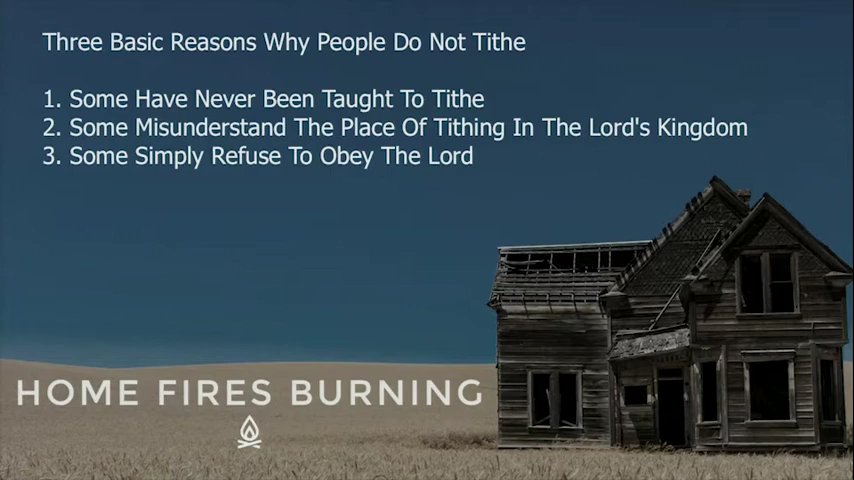 Three Basic Reasons Why People Do Not Tithe
1. Some Have Never Been Taught To Tithe
2. Some Misunderstand The Place Of Tithing In The Lord's Kingdom
3. Some Simply Refuse To Obey The Lord
HOME FIRES BURNING